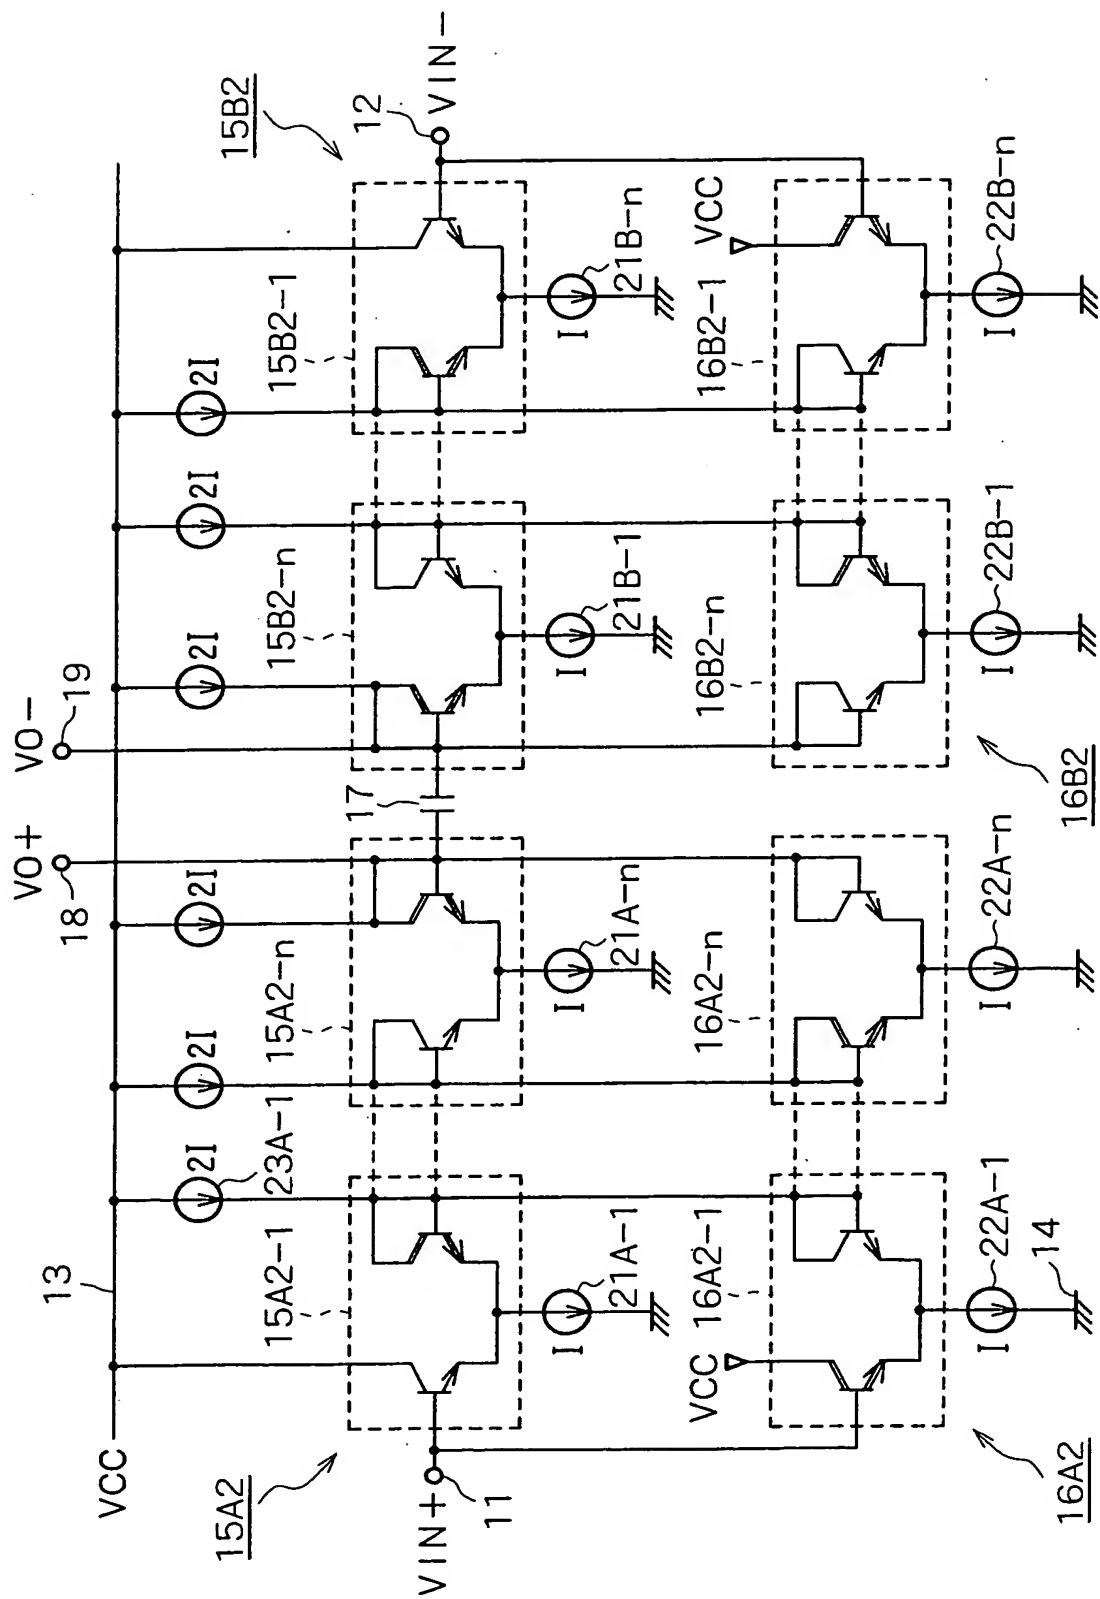 VO+
VO−
18
19
13
VCC
2I
23A-1
2I
2I
2I
2I
2I
15A2
15A2-1
15A2-n
17
15B2-n
15B2-1
15B2
VIN+
11
12
VIN−
I
21A-1
I
21A-n
I
21B-1
I
21B-n
VCC
16A2-1
16A2-n
16B2-n
16B2-1
VCC
16A2
I
22A-1
14
I
22A-n
16B2
I
22B-1
I
22B-n